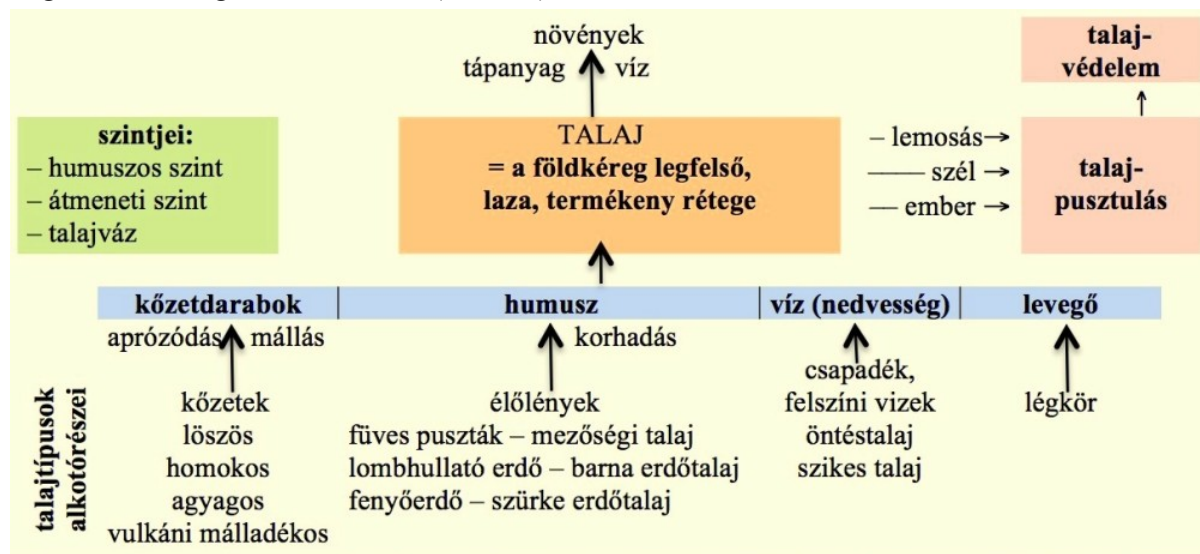 növények
tápanyag víz
talaj-
védelem
szintjei:
– humuszos szint
– átmeneti szint
– talajváz
TALAJ
= a földkéreg legfelső,
laza, termékeny rétege
– lemosás→
—— szél →
— ember →
talaj-
pusztulás
kőzetdarabok
humusz
víz (nedvesség)
levegő
aprózódás mállás
korhadás
talajtípusok
alkotórészei
kőzetek
löszös
homokos
agyagos
vulkáni málladékos
élőlények
füves puszták – mezőségi talaj
lombhullató erdő – barna erdőtalaj
fenyőerdő – szürke erdőtalaj
csapadék,
felszíni vizek
öntéstalaj
szikes talaj
légkör